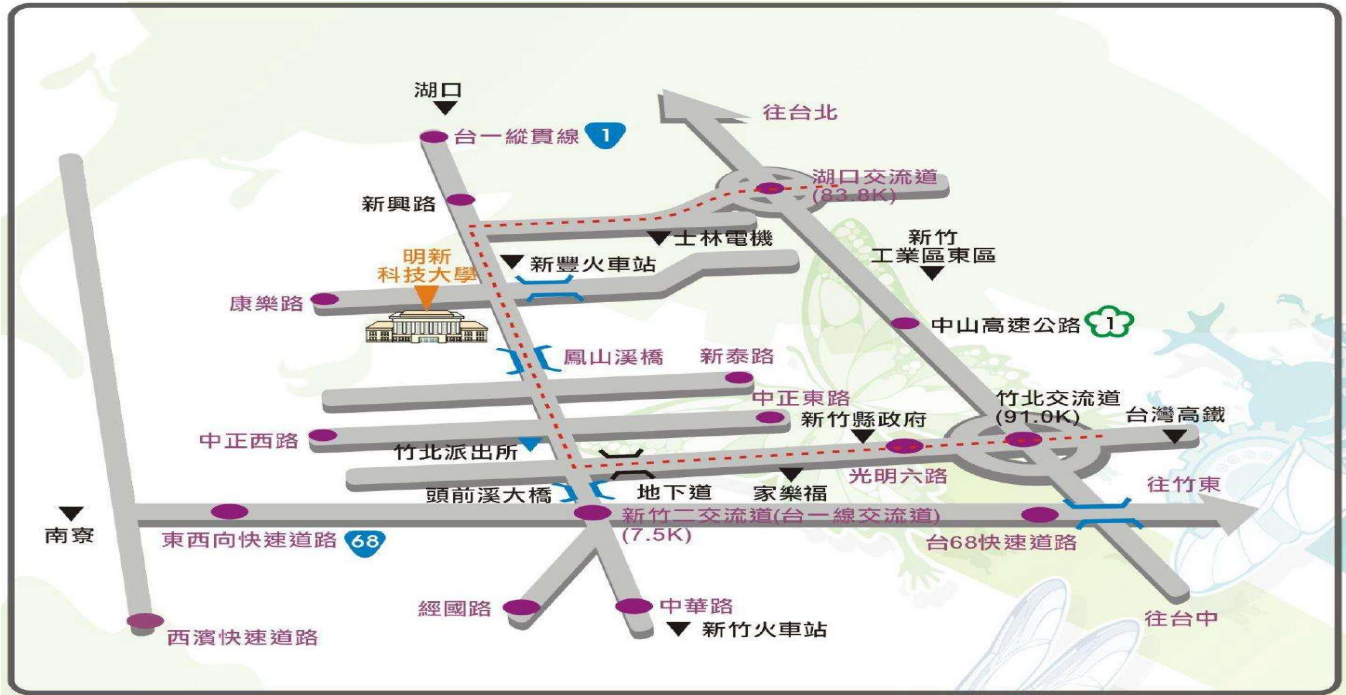 湖口
往台北
台一縱貫線 1
湖口交流道
(83.8K)
新興路
士林電機
新竹
工業區東區
明新
科技大學
新豐火車站
康樂路
中山高速公路 1
鳳山溪橋
新泰路
中正東路
竹北交流道
(91.0K)
新竹縣政府
台灣高鐵
中正西路
竹北派出所
光明六路
頭前溪大橋
地下道
家樂福
往竹東
南寮
東西向快速道路 68
新竹二交流道(台一線交流道)
(7.5K)
台68快速道路
經國路
中華路
往台中
西濱快速道路
新竹火車站